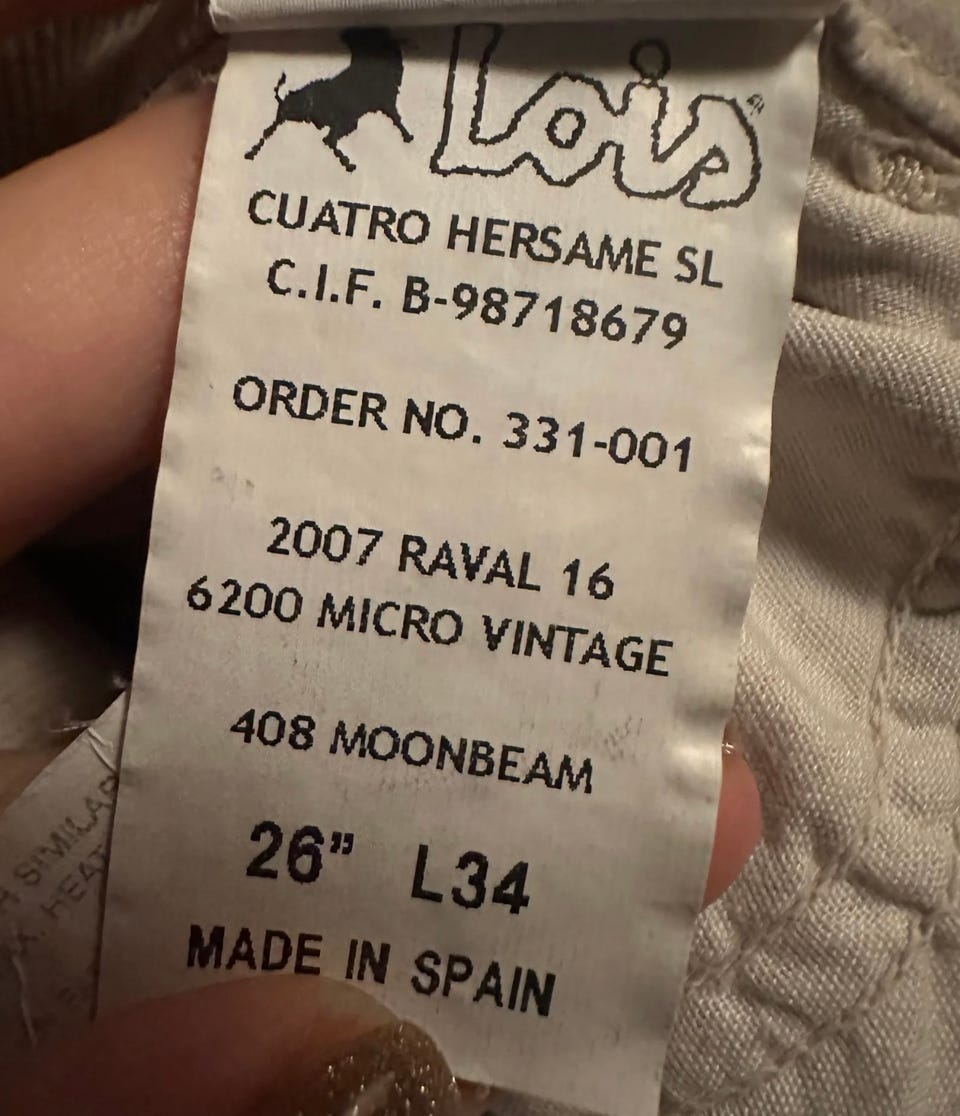 Lois®
CUATRO HERSAME SL
C.I.F. B-98718679
ORDER NO. 331-001
2007 RAVAL 16
6200 MICRO VINTAGE
408 MOONBEAM
26” L34
MADE IN SPAIN